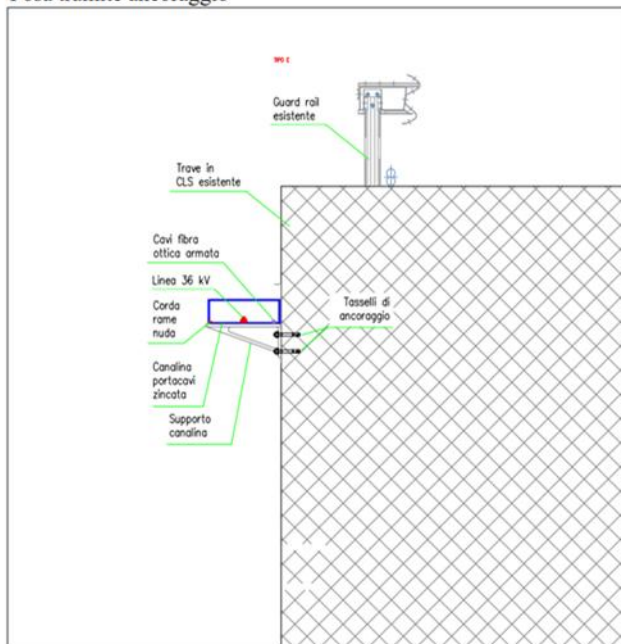 Posa tramite ancoraggio
TIPO
Guard rail
esistente
Trave in
CLS esistente
Cavi fibra
ottica armata
Linea 36 kV
Corda
rame
nuda
Tasselli di
ancoraggio
Canalina
portacavi
zincata
Supporto
canalina